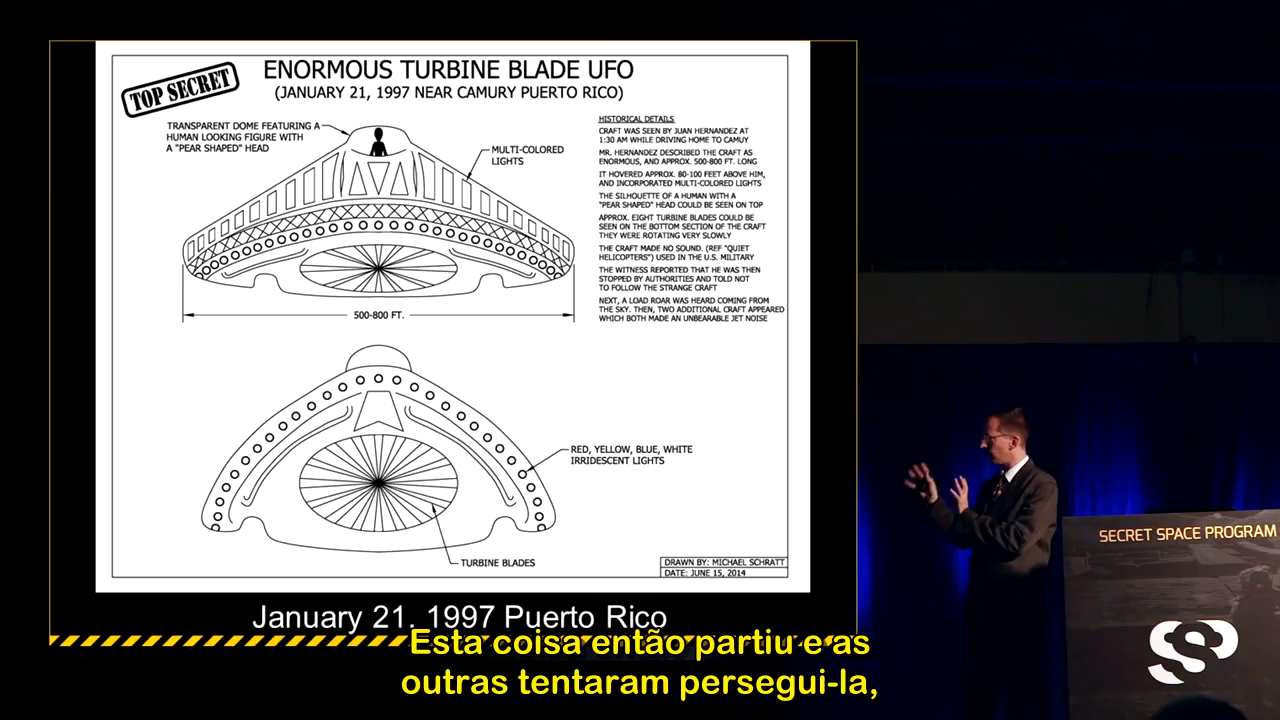 TOP SECRET
ENORMOUS TURBINE BLADE UFO
(JANUARY 21, 1997 NEAR CAMURY PUERTO RICO)
TRANSPARENT DOME FEATURING A
HUMAN LOOKING FIGURE WITH
A "PEAR SHAPED" HEAD
MULTI-COLORED
LIGHTS
HISTORICAL DETAILS
CRAFT WAS SEEN BY JUAN HERNANDEZ AT
1:30 AM WHILE DRIVING HOME TO CAMUY
MR. HERNANDEZ DESCRIBED THE CRAFT AS
ENORMOUS, AND APPROX. 500-800 FT. LONG
IT HOVERED APPROX. 80-100 FEET ABOVE HIM,
AND INCORPORATED MULTI-COLORED LIGHTS
THE SILHOUETTE OF A HUMAN WITH A
"PEAR SHAPED" HEAD COULD BE SEEN ON TOP
APPROX. EIGHT TURBINE BLADES COULD BE
SEEN ON THE BOTTOM SECTION OF THE CRAFT
THEY WERE ROTATING VERY SLOWLY
THE CRAFT MADE NO SOUND. (REF "QUIET
HELICOPTERS") USED IN THE U.S. MILITARY
THE WITNESS REPORTED THAT HE WAS THEN
STOPPED BY AUTHORITIES AND TOLD NOT
TO FOLLOW THE STRANGE CRAFT
NEXT, A LOAD ROAR WAS HEARD COMING FROM
THE SKY. THEN, TWO ADDITIONAL CRAFT APPEARED
WHICH BOTH MADE AN UNBEARABLE JET NOISE
500-800 FT.
RED, YELLOW, BLUE, WHITE
IRRIDESCENT LIGHTS
TURBINE BLADES
DRAWN BY: MICHAEL SCHRATT
DATE: JUNE 15, 2014
January 21. 1997 Puerto Rico
SECRET SPACE PROGRAM
SSP
Esta coisa então partiu e as
outras tentaram persegui-la,